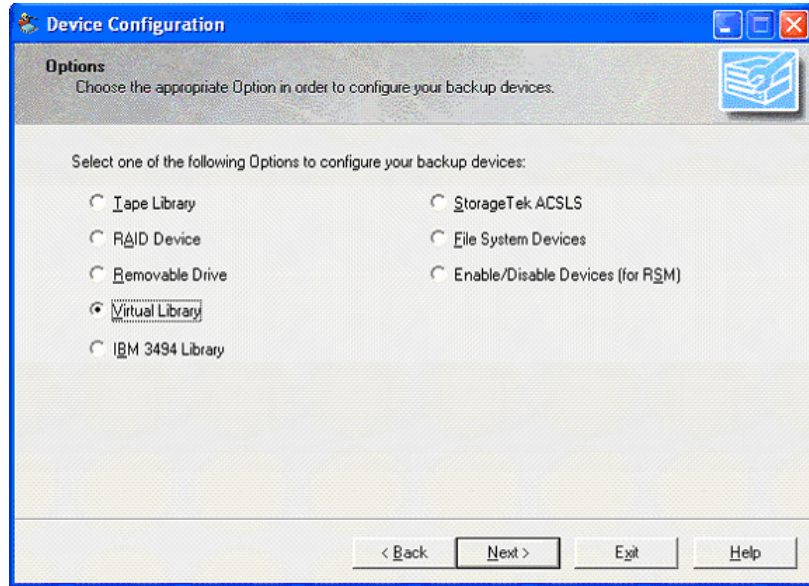 Device Configuration
Options
Choose the appropriate Option in order to configure your backup devices.
Select one of the following Options to configure your backup devices:
Tape Library
RAID Device
Removable Drive
Virtual Library
IBM 3494 Library
StorageTek ACSLS
File System Devices
Enable/Disable Devices (for RSM)
< Back
Next >
Exit
Help